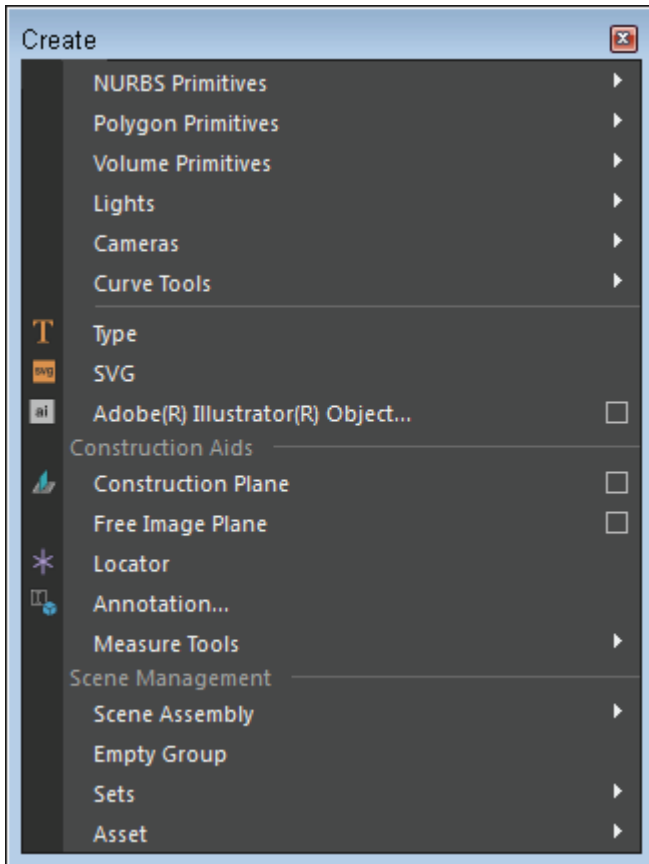 Create
NURBS Primitives
Polygon Primitives
Volume Primitives
Lights
Cameras
Curve Tools
T Type
svg SVG
ai Adobe(R) Illustrator(R) Object...
Construction Aids
Construction Plane
Free Image Plane
Locator
Annotation...
Measure Tools
Scene Management
Scene Assembly
Empty Group
Sets
Asset